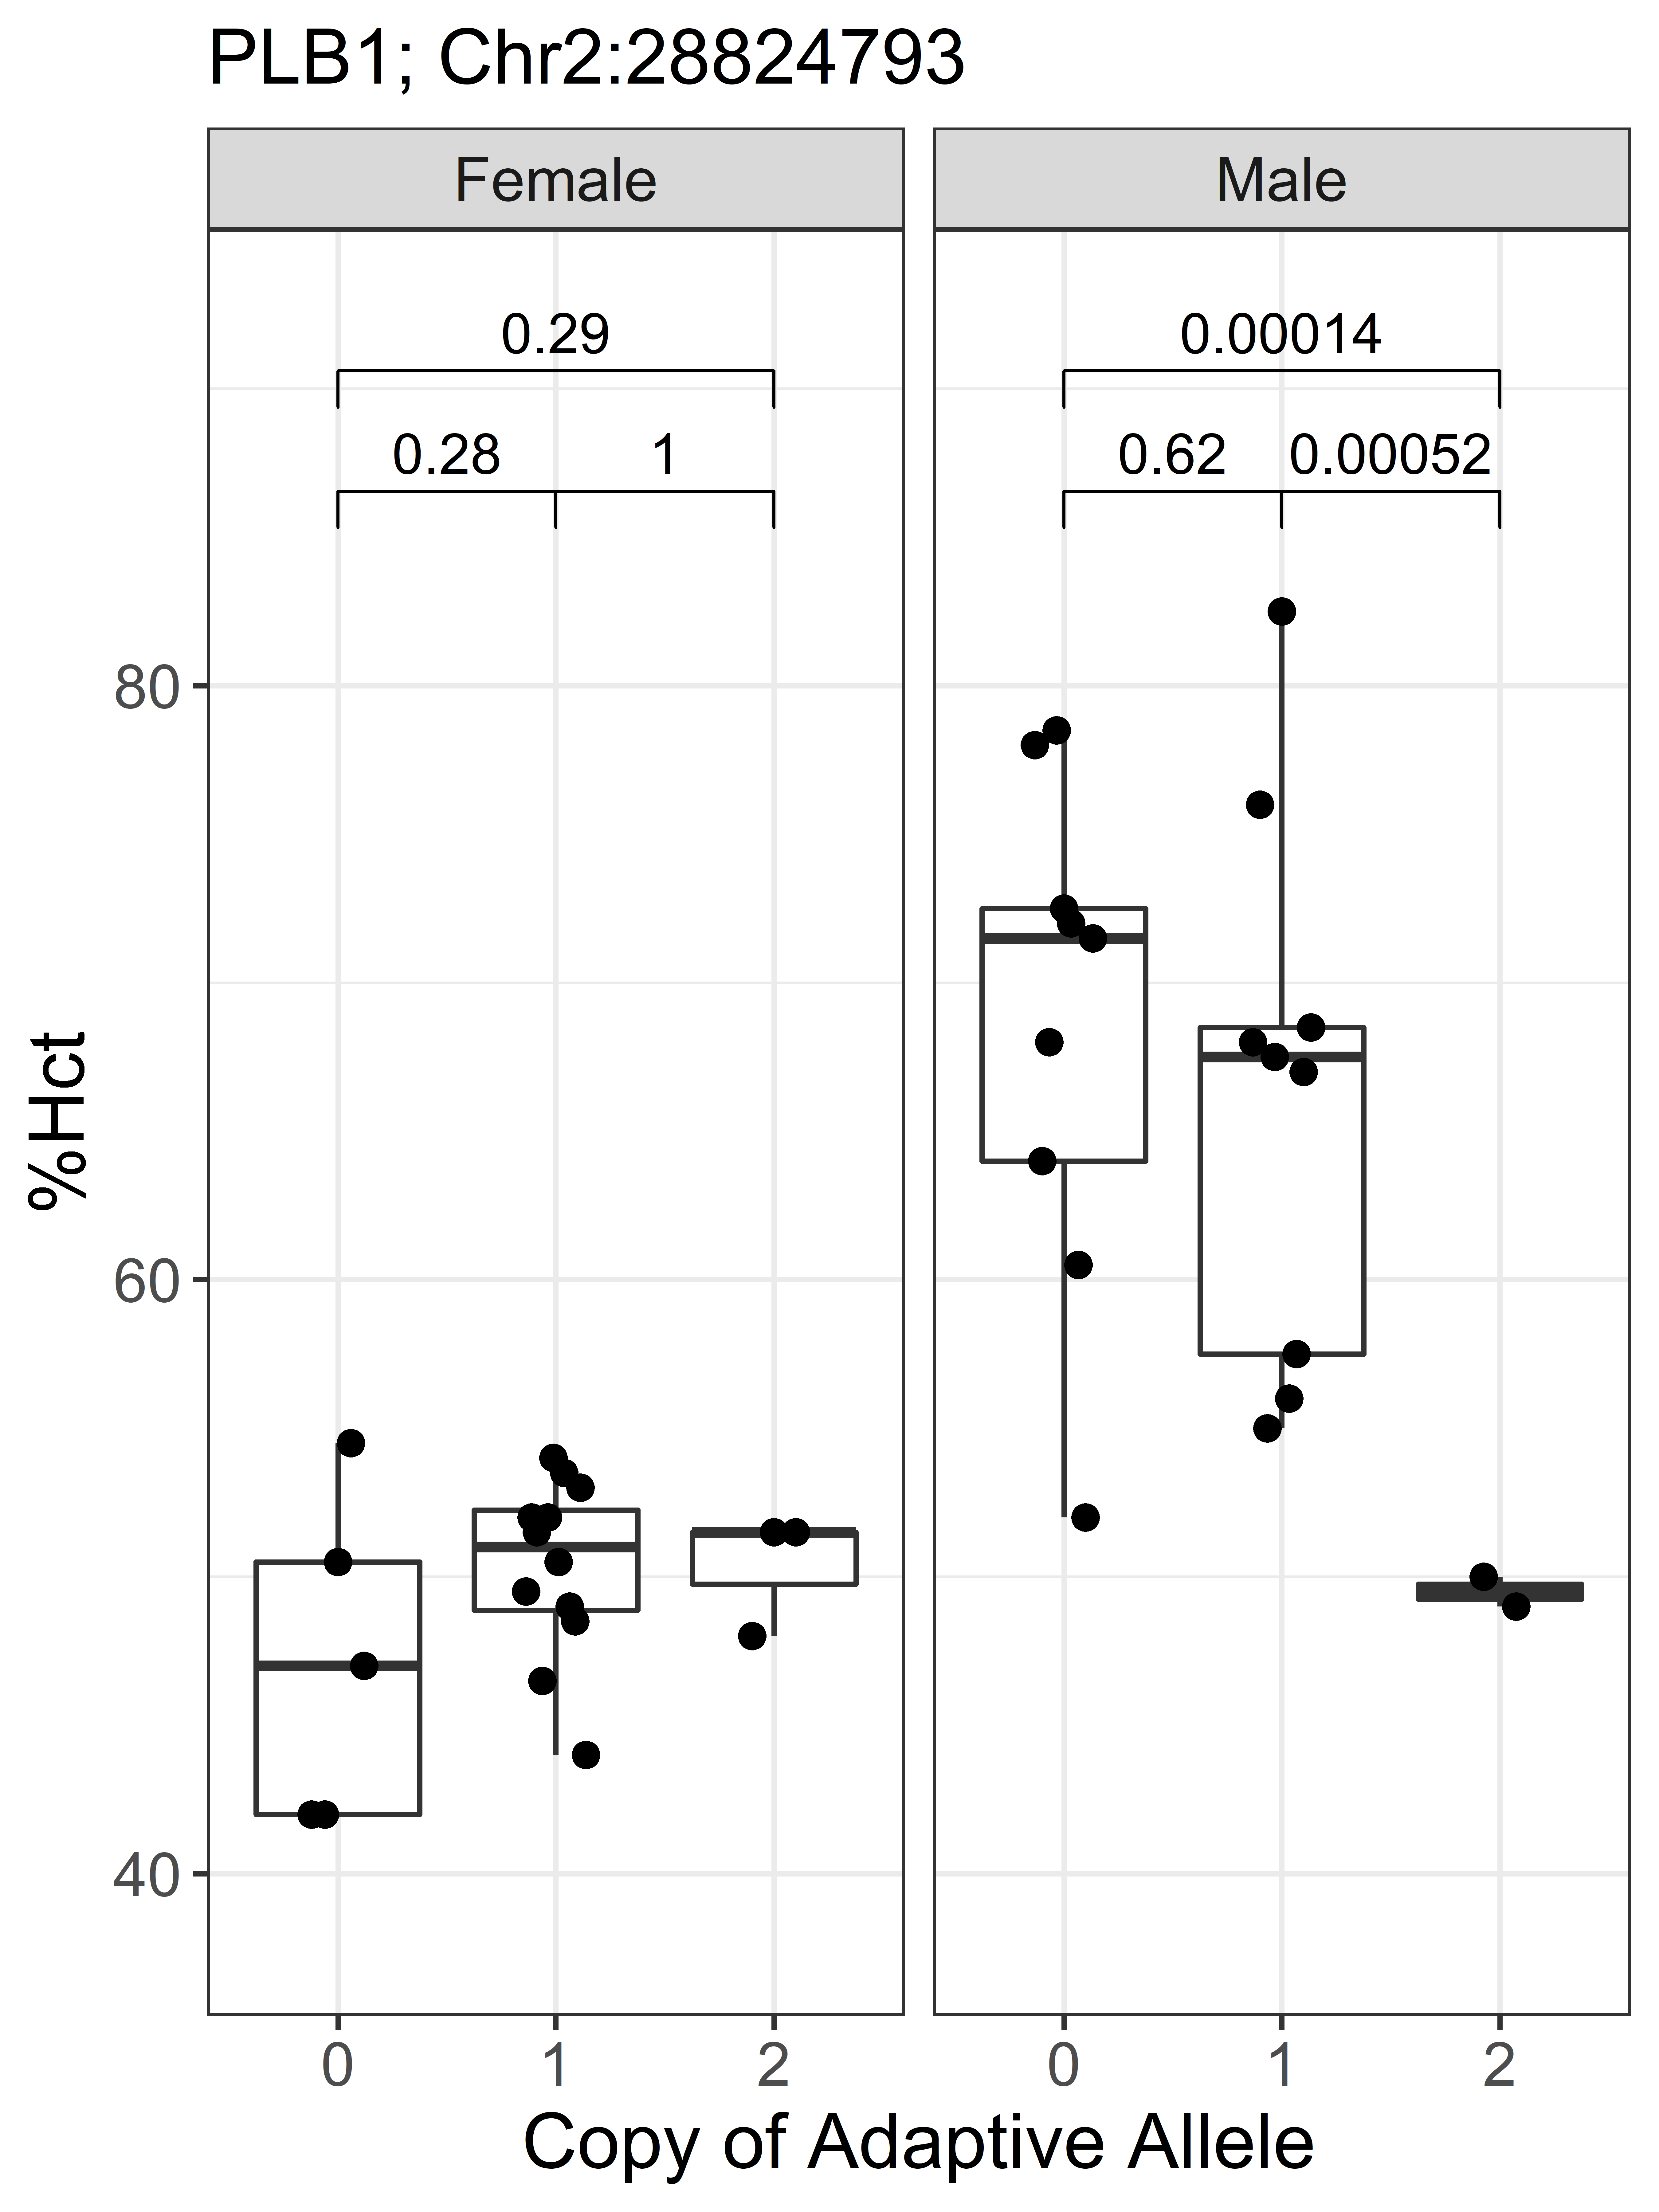 PLB1; Chr2:28824793
Female Male
0.29 0.00014
0.28 1 0.62 0.00052
80
60
40
%Hct
0 1 2 0 1 2
Copy of Adaptive Allele